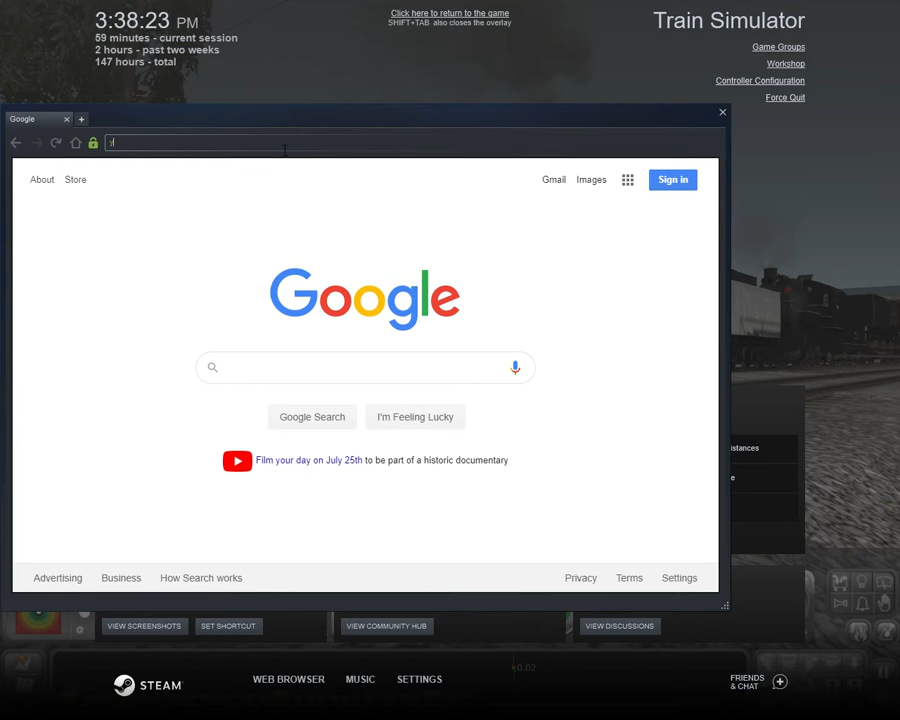 3:38:23 PM
59 minutes - current session
2 hours - past two weeks
147 hours - total
Click here to return to the game
SHIFT+TAB also closes the overlay
Train Simulator
Game Groups
Workshop
Controller Configuration
Force Quit
Google
y
About Store
Gmail Images Sign in
Google
Google Search I'm Feeling Lucky
Film your day on July 25th to be part of a historic documentary
Advertising Business How Search works
Privacy Terms Settings
istances
e
VIEW SCREENSHOTS SET SHORTCUT VIEW COMMUNITY HUB VIEW DISCUSSIONS
0.02
STEAM WEB BROWSER MUSIC SETTINGS
FRIENDS
& CHAT